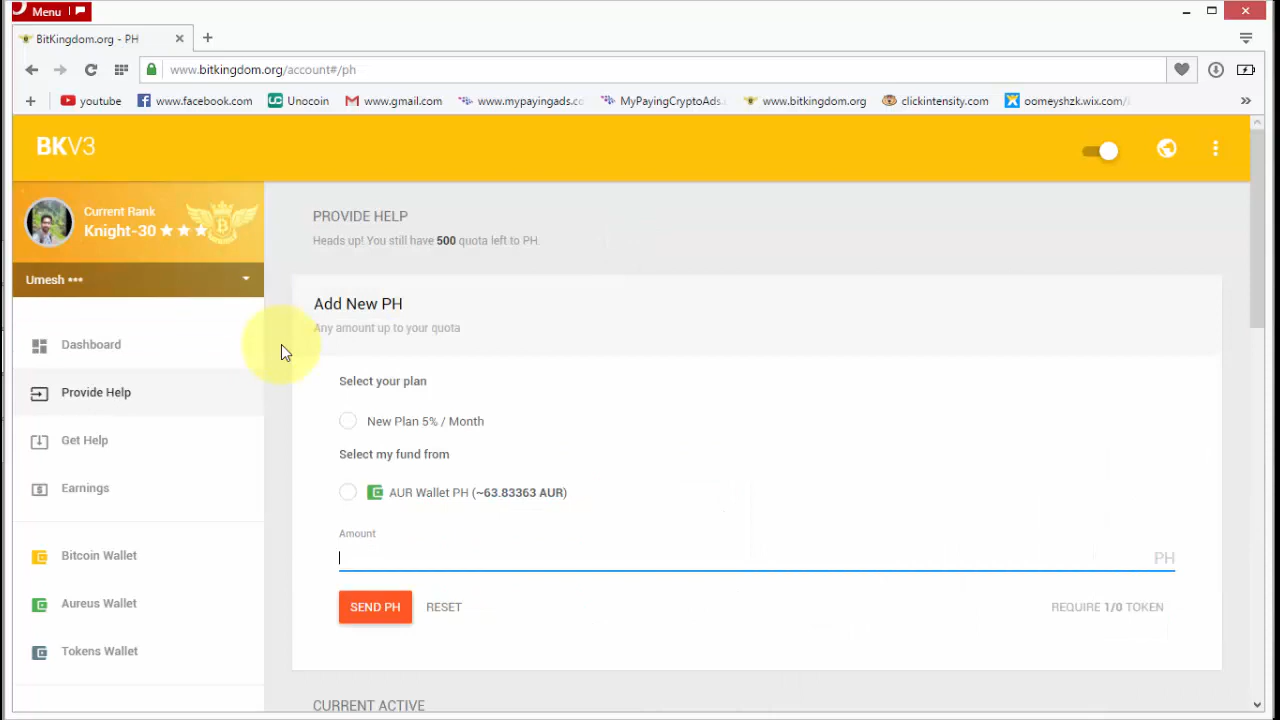 Menu
BitKingdom.org - PH
www.bitkingdom.org/account#/ph
youtube
www.facebook.com
Unocoin
www.gmail.com
www.mypayingads.cc
MyPayingCryptoAds.
www.bitkingdom.org
clickintensity.com
oomeyshzk.wix.com/
BKV3
Current Rank
Knight-30
Umesh ***
Dashboard
Provide Help
Get Help
Earnings
Bitcoin Wallet
Aureus Wallet
Tokens Wallet
PROVIDE HELP
Heads up! You still have 500 quota left to PH.
Add New PH
Any amount up to your quota
Select your plan
New Plan 5% / Month
Select my fund from
AUR Wallet PH (~63.83363 AUR)
Amount
PH
SEND PH
RESET
REQUIRE 1/0 TOKEN
CURRENT ACTIVE